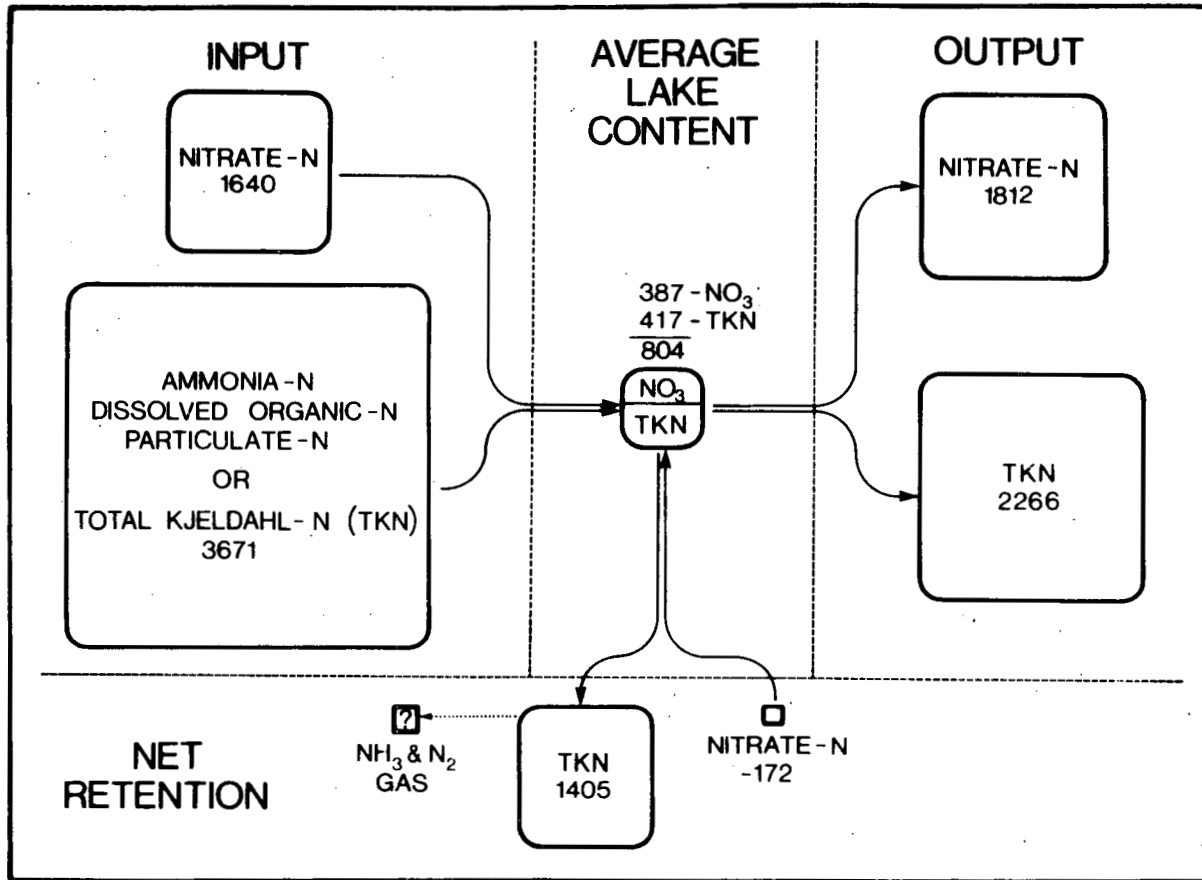 INPUT
NITRATE-N
1640
AMMONIA-N
DISSOLVED ORGANIC-N
PARTICULATE-N
OR
TOTAL KJELDAHL-N (TKN)
3671
AVERAGE
LAKE
CONTENT
387-NO₃
417-TKN
804
NO₃
TKN
OUTPUT
NITRATE-N
1812
TKN
2266
NET
RETENTION
?
NH₃ & N₂
GAS
TKN
1405
NITRATE-N
-172